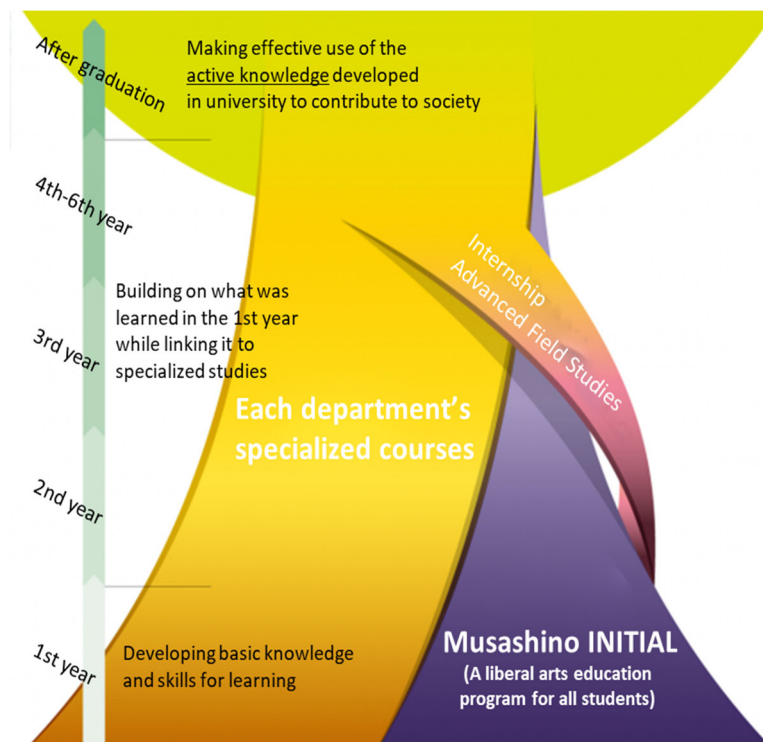 After graduation
Making effective use of the
active knowledge developed
in university to contribute to society
4th-6th year
Internship
Advanced Field Studies
Building on what was
learned in the 1st year
while linking it to
specialized studies
3rd year
Each department's
specialized courses
2nd year
1st year
Developing basic knowledge
and skills for learning
Musashino INITIAL
(A liberal arts education
program for all students)